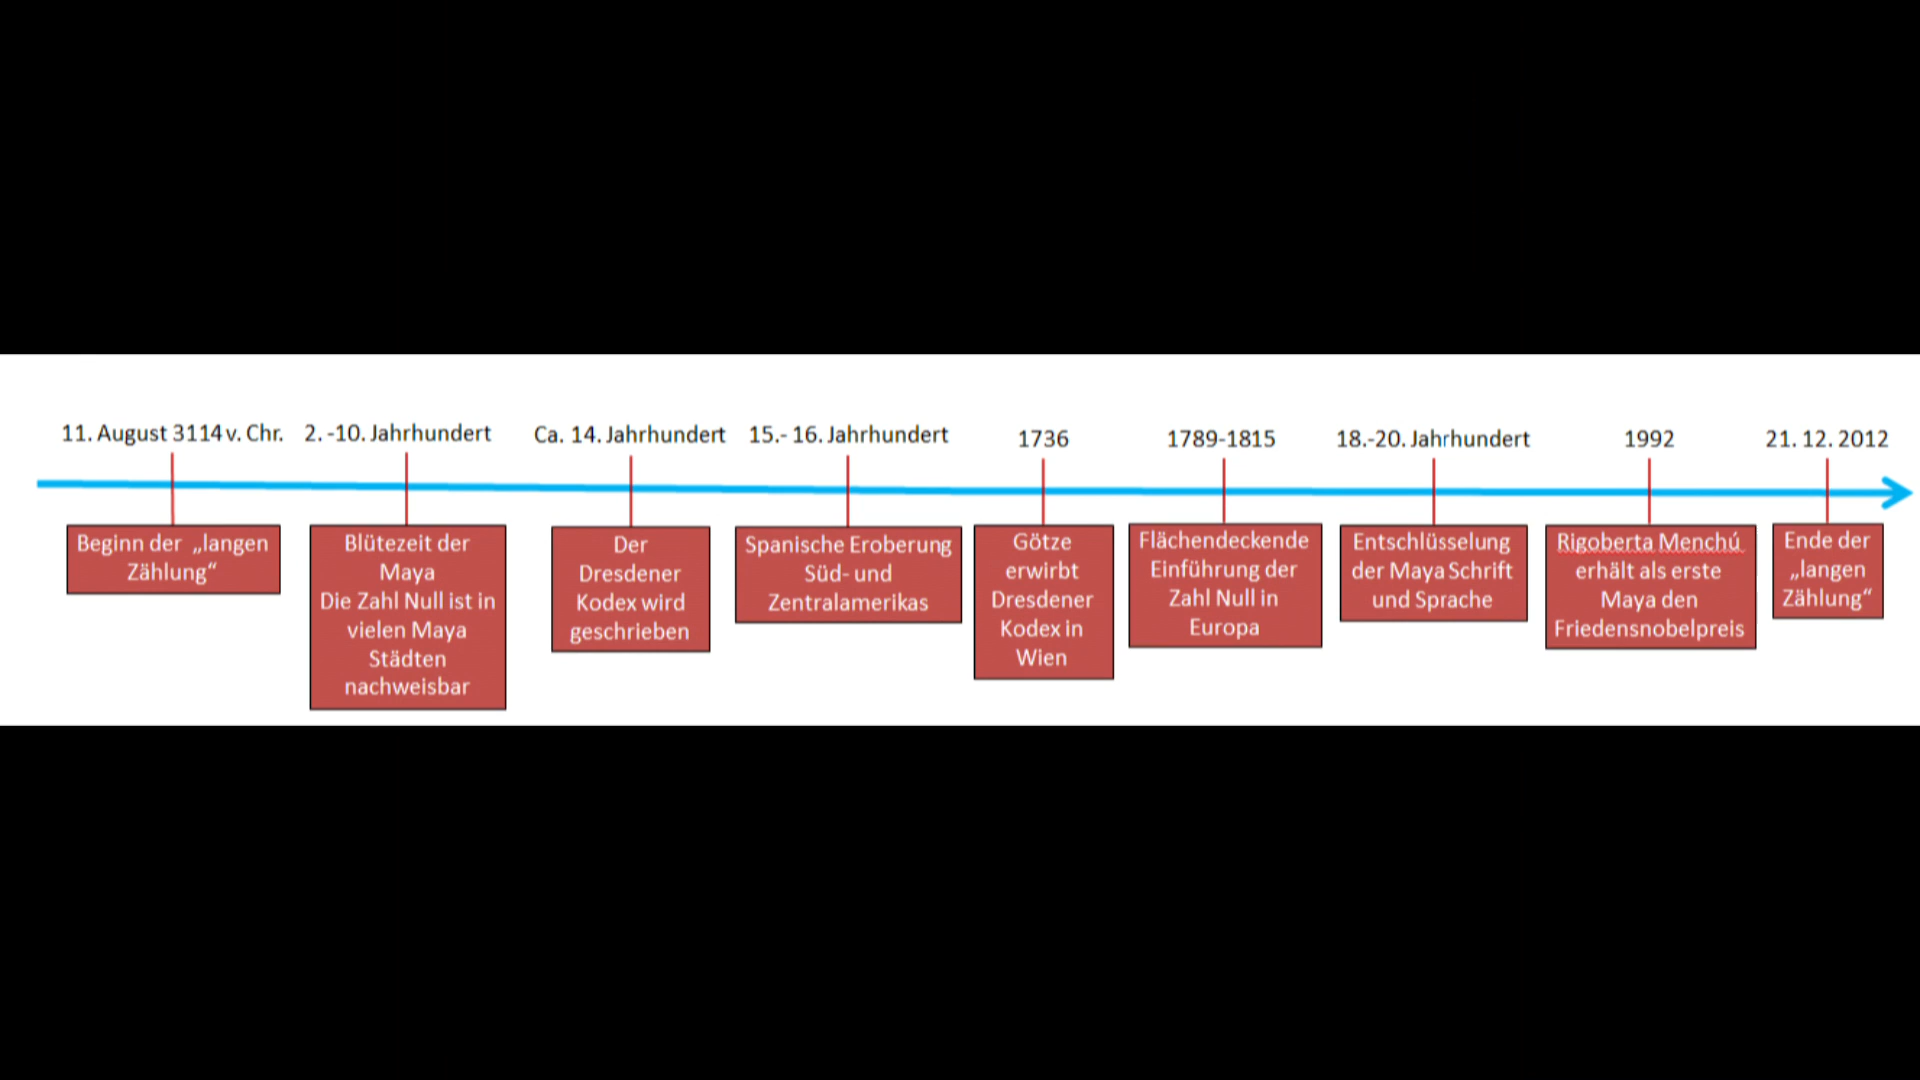 11. August 3114 v. Chr.
2. -10. Jahrhundert
Ca. 14. Jahrhundert
15.- 16. Jahrhundert
1736
1789-1815
18.-20. Jahrhundert
1992
21. 12. 2012
Beginn der „langen
Zählung“
Blütezeit der
Maya
Die Zahl Null ist in
vielen Maya
Städten
nachweisbar
Der
Dresdener
Kodex wird
geschrieben
Spanische Eroberung
Süd- und
Zentralamerikas
Götze
erwirbt
Dresdener
Kodex in
Wien
Flächendeckende
Einführung der
Zahl Null in
Europa
Entschlüsselung
der Maya Schrift
und Sprache
Rigoberta Menchú
erhält als erste
Maya den
Friedensnobelpreis
Ende der
„langen
Zählung“